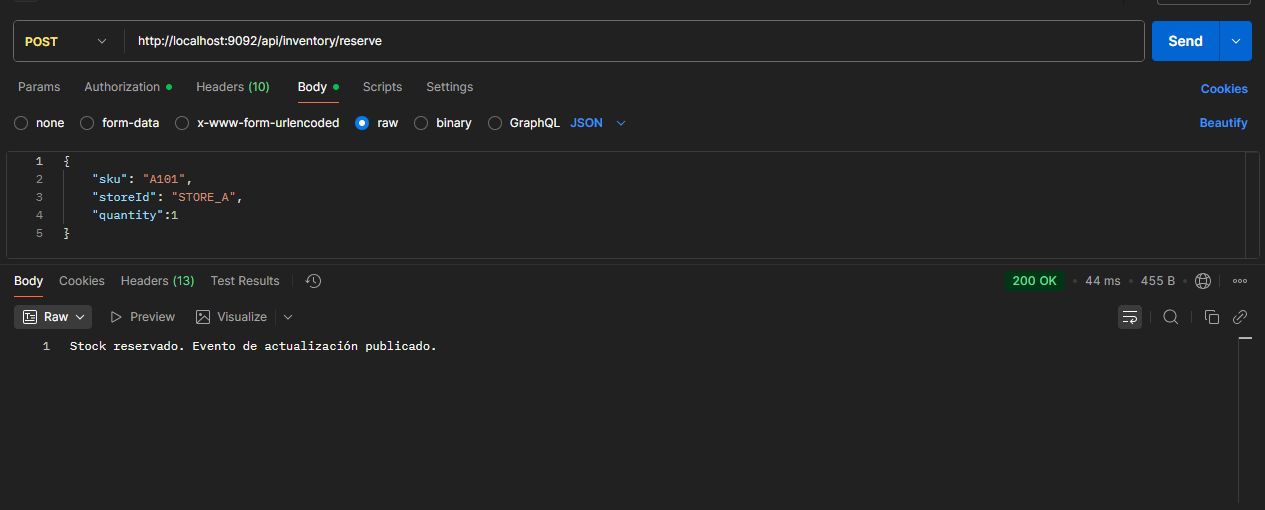 POST http://localhost:9092/api/inventory/reserve Send
Params Authorization Headers (10) Body Scripts Settings Cookies
none form-data x-www-form-urlencoded raw binary GraphQL JSON Beautify
1 {
2 "sku": "A101",
3 "storeId": "STORE_A",
4 "quantity":1
5 }
Body Cookies Headers (13) Test Results 200 OK • 44 ms • 455 B
Raw Preview Visualize
1 Stock reservado. Evento de actualización publicado.